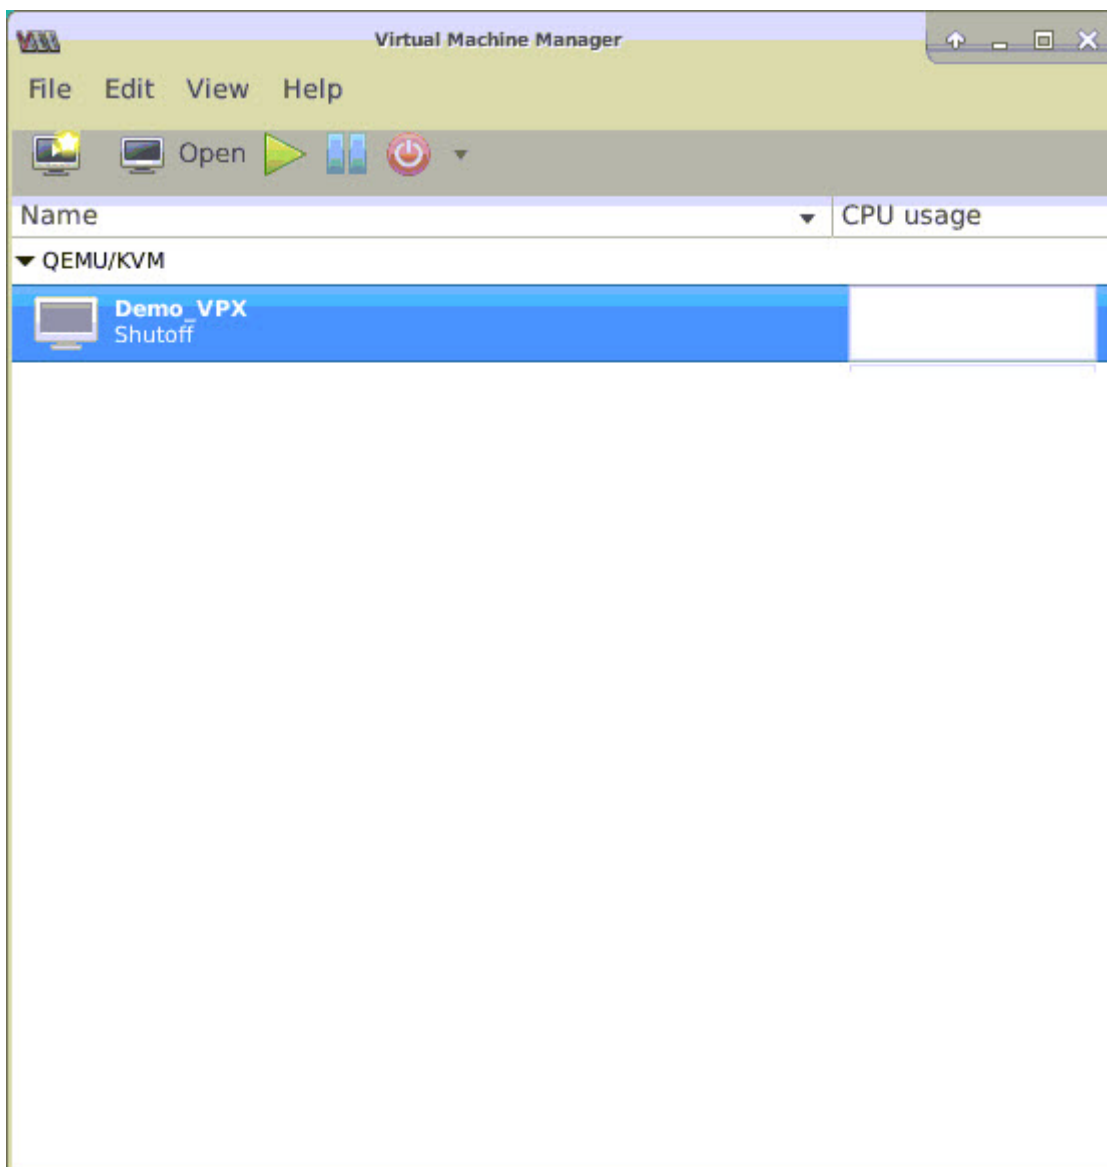 Virtual Machine Manager
File Edit View Help
Open
Name CPU usage
QEMU/KVM
Demo_VPX
Shutoff